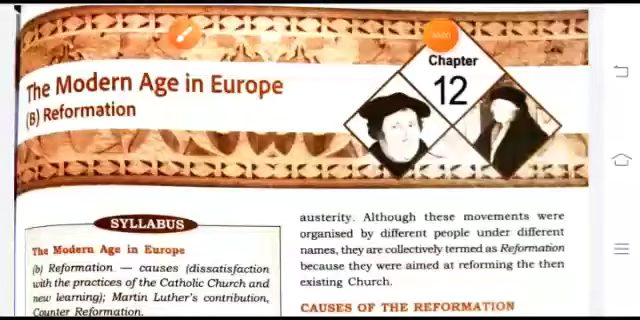 The Modern Age in Europe
(B) Reformation
Chapter
12
SYLLABUS
The Modern Age in Europe
(b) Reformation — causes (dissatisfaction
with the practices of the Catholic Church and
new learning); Martin Luther's contribution,
Counter Reformation.
austerity. Although these movements were
organised by different people under different
names, they are collectively termed as Reformation
because they were aimed at reforming the then
existing Church.
CAUSES OF THE REFORMATION